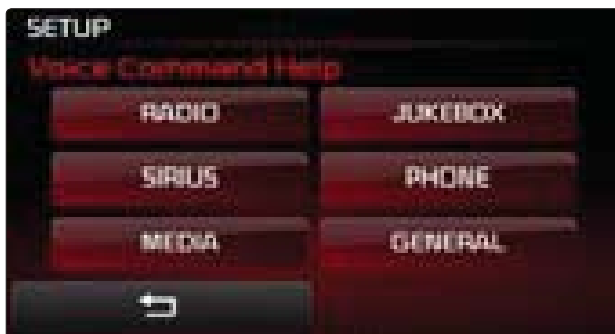 SETUP
Voice Command Help
RADIO
JUKEBOX
SIRIUS
PHONE
MEDIA
GENERAL